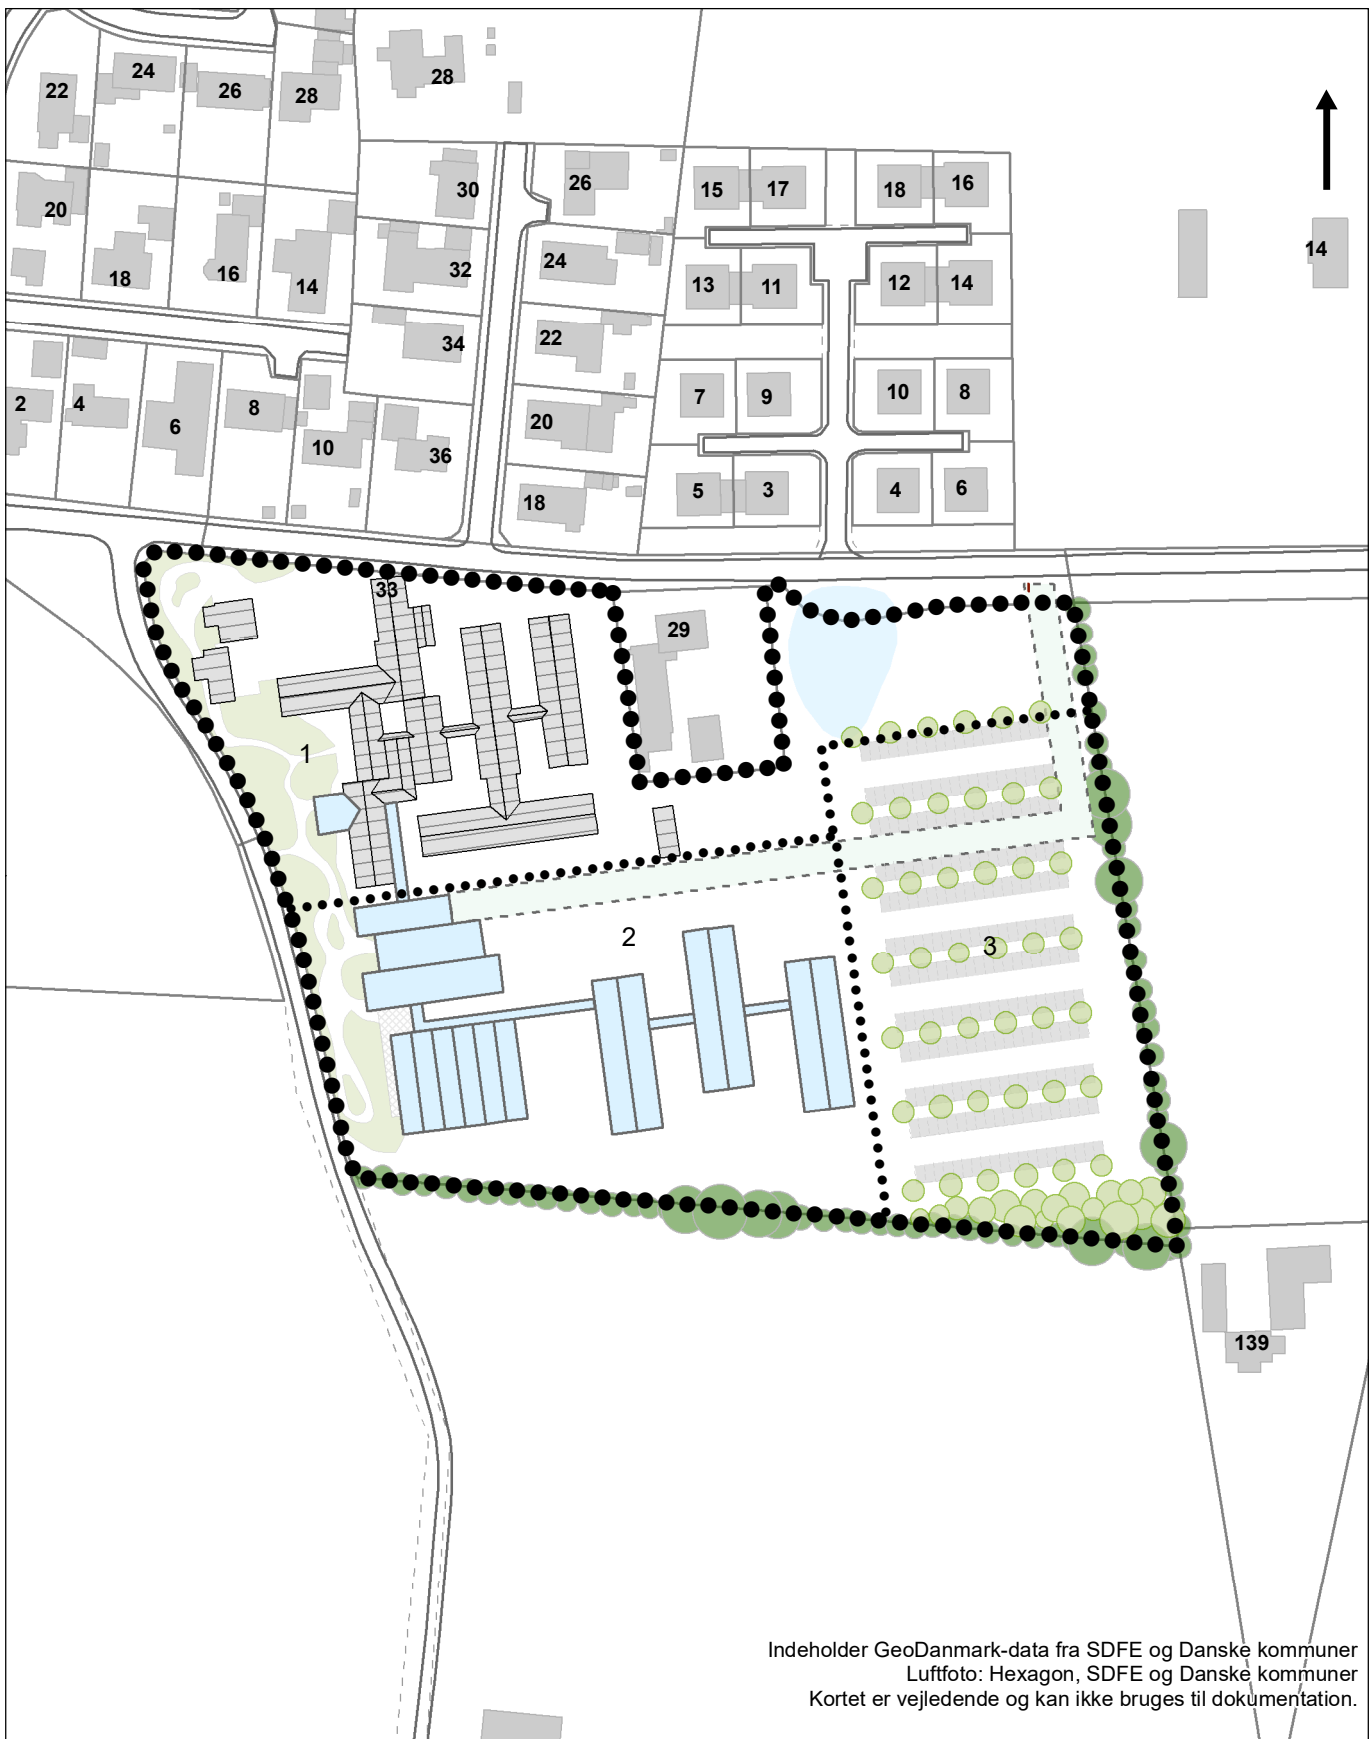 28
22 24 26 28
20 18 16 14
30 26
32 24
34 22
20
36
18
2 4 6 8 10
15 17 18 16
13 11 12 14
7 9 10 8
5 3 4 6
14
33
29
1
2
3
139
Indeholder GeoDanmark-data fra SDFE og Danske kommuner
Luftfoto: Hexagon, SDFE og Danske kommuner
Kortet er vejledende og kan ikke bruges til dokumentation.